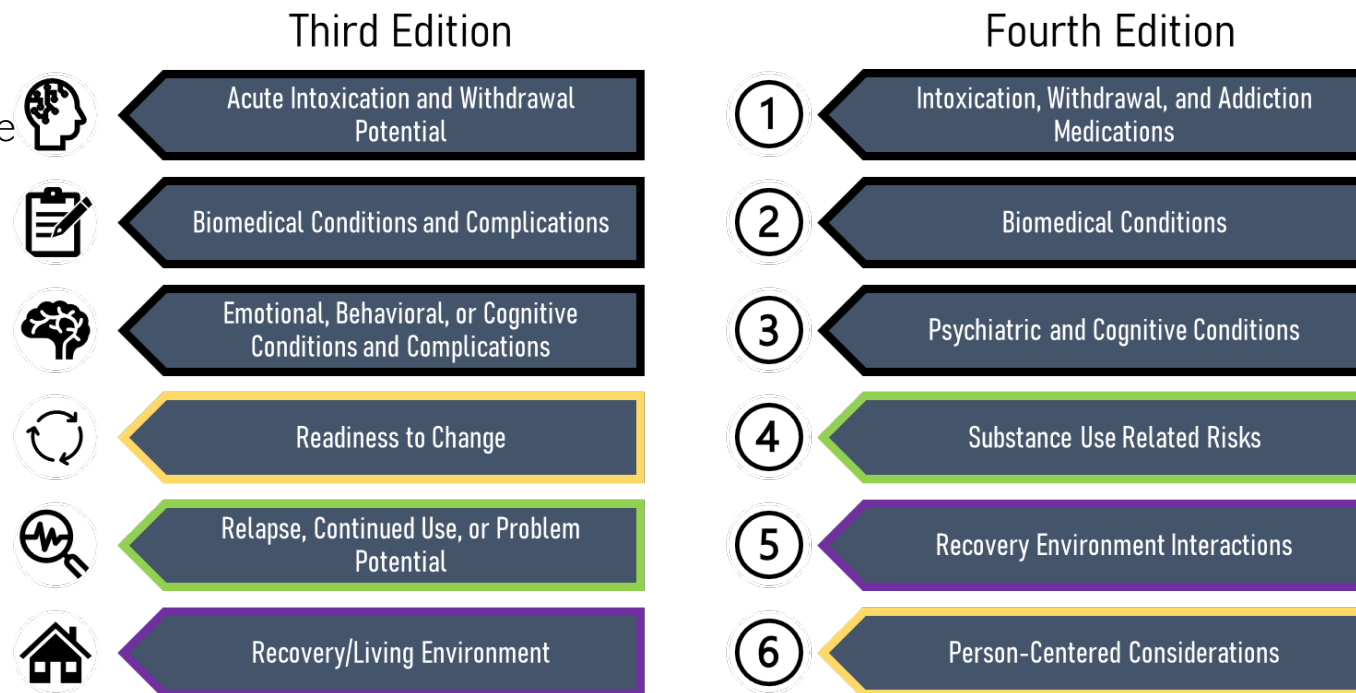 Third Edition
Fourth Edition
e
Acute Intoxication and Withdrawal
Potential
Biomedical Conditions and Complications
Emotional, Behavioral, or Cognitive
Conditions and Complications
Readiness to Change
Relapse, Continued Use, or Problem
Potential
Recovery/Living Environment
1
Intoxication, Withdrawal, and Addiction
Medications
2
Biomedical Conditions
3
Psychiatric and Cognitive Conditions
4
Substance Use Related Risks
5
Recovery Environment Interactions
6
Person-Centered Considerations